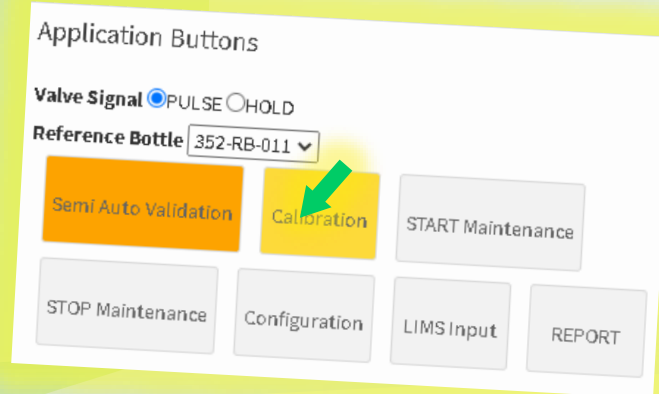 Application Buttons
Valve Signal PULSE HOLD
Reference Bottle 352-RB-011
Semi Auto Validation Calibration START Maintenance
STOP Maintenance Configuration LIMS Input REPORT